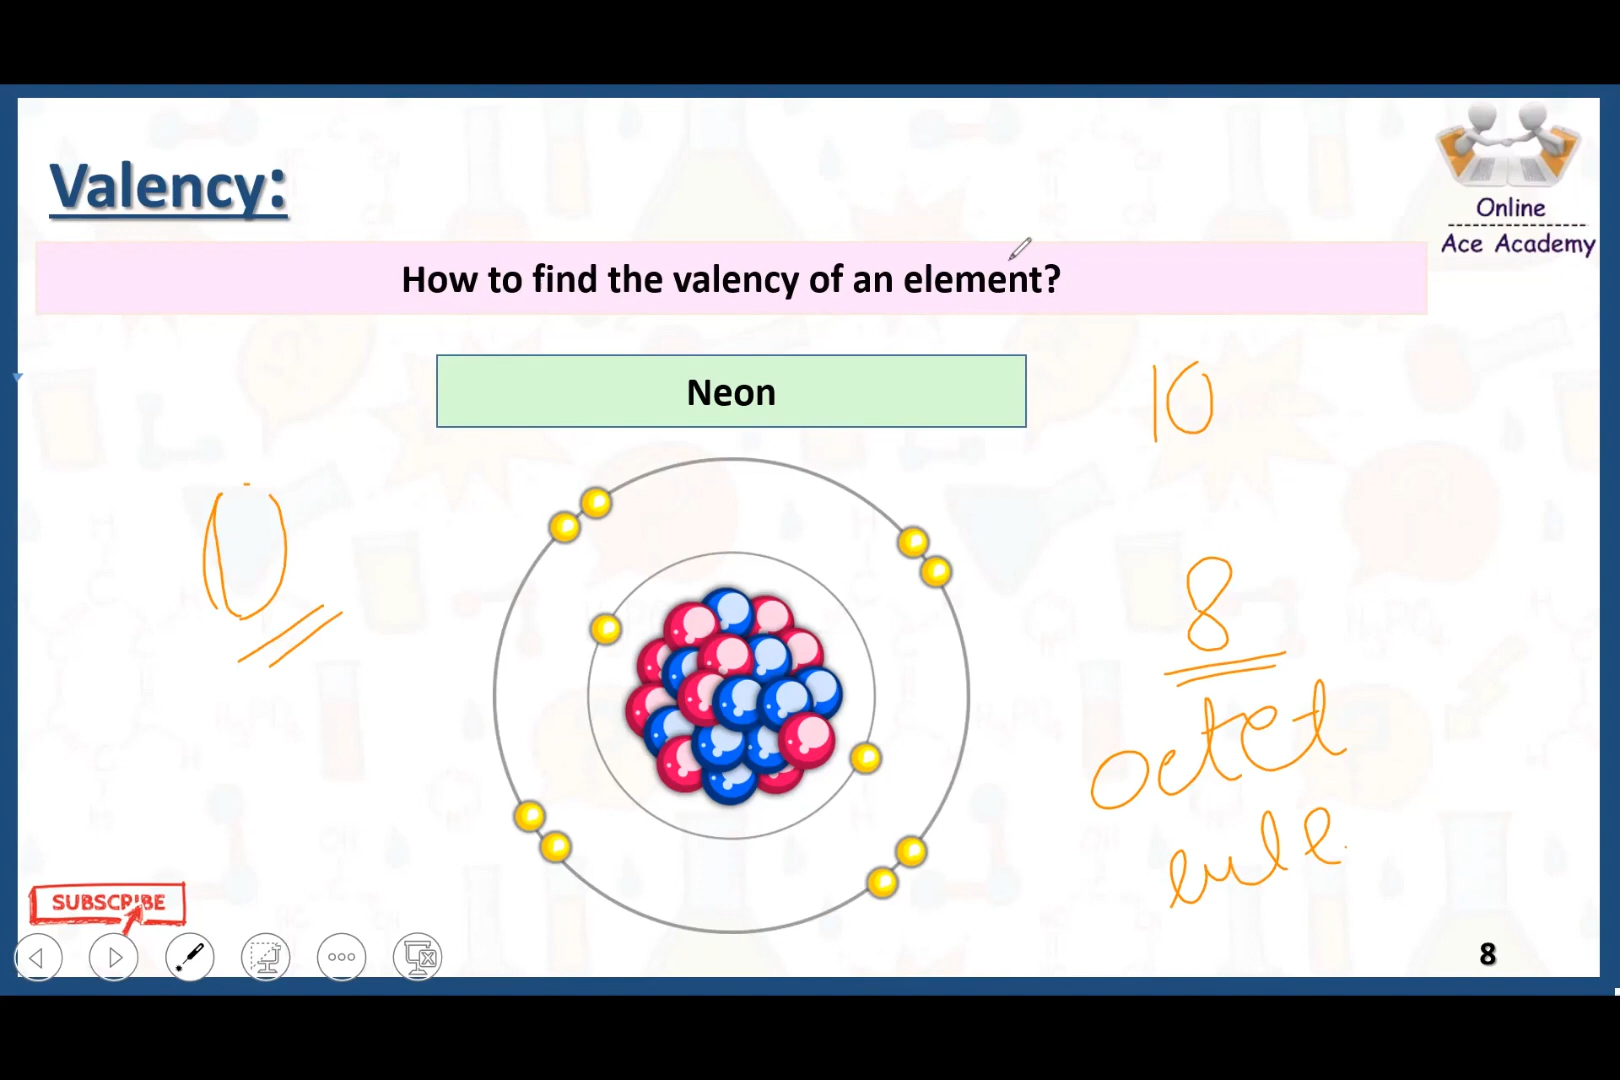 Valency:
Online
Ace Academy
How to find the valency of an element?
Neon
10
0
8
octet
rule.
SUBSCRIBE
8